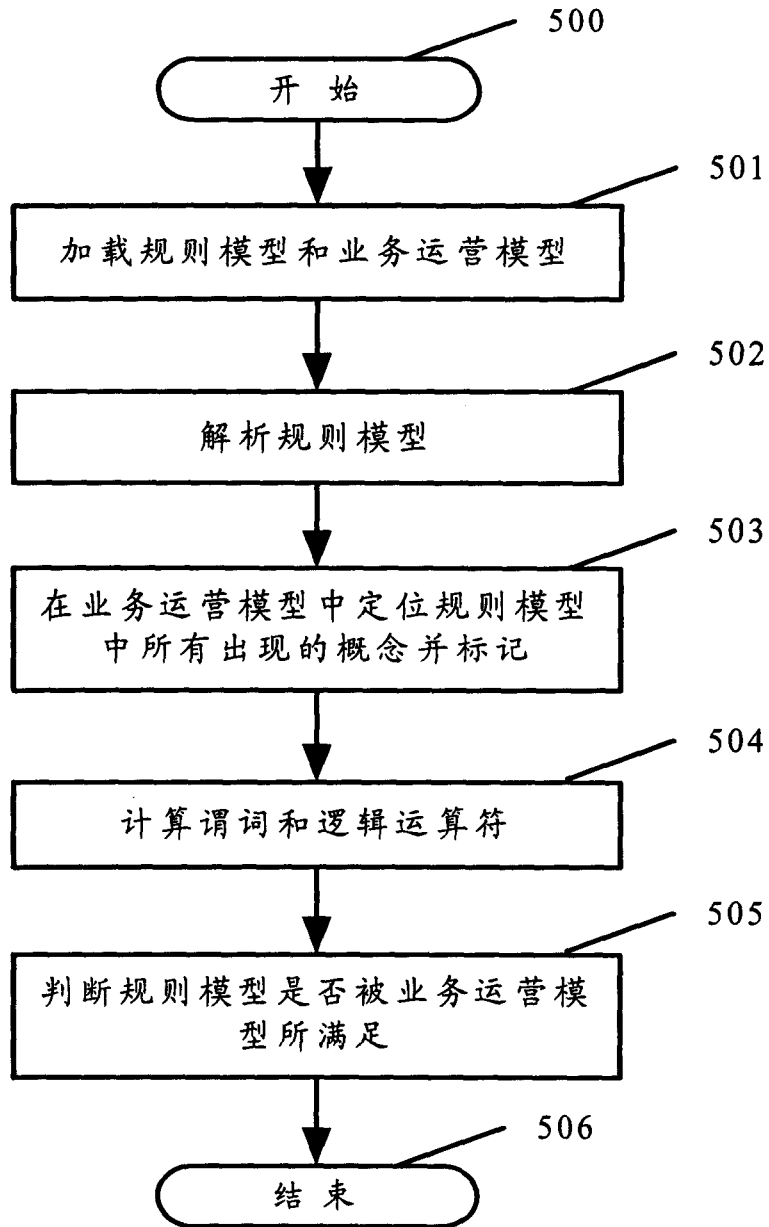 500
开始
501
加载规则模型和业务运营模型
502
解析规则模型
503
在业务运营模型中定位规则模型
中所有出现的概念并标记
504
计算谓词和逻辑运算符
505
判断规则模型是否被业务运营模
型所满足
506
结束